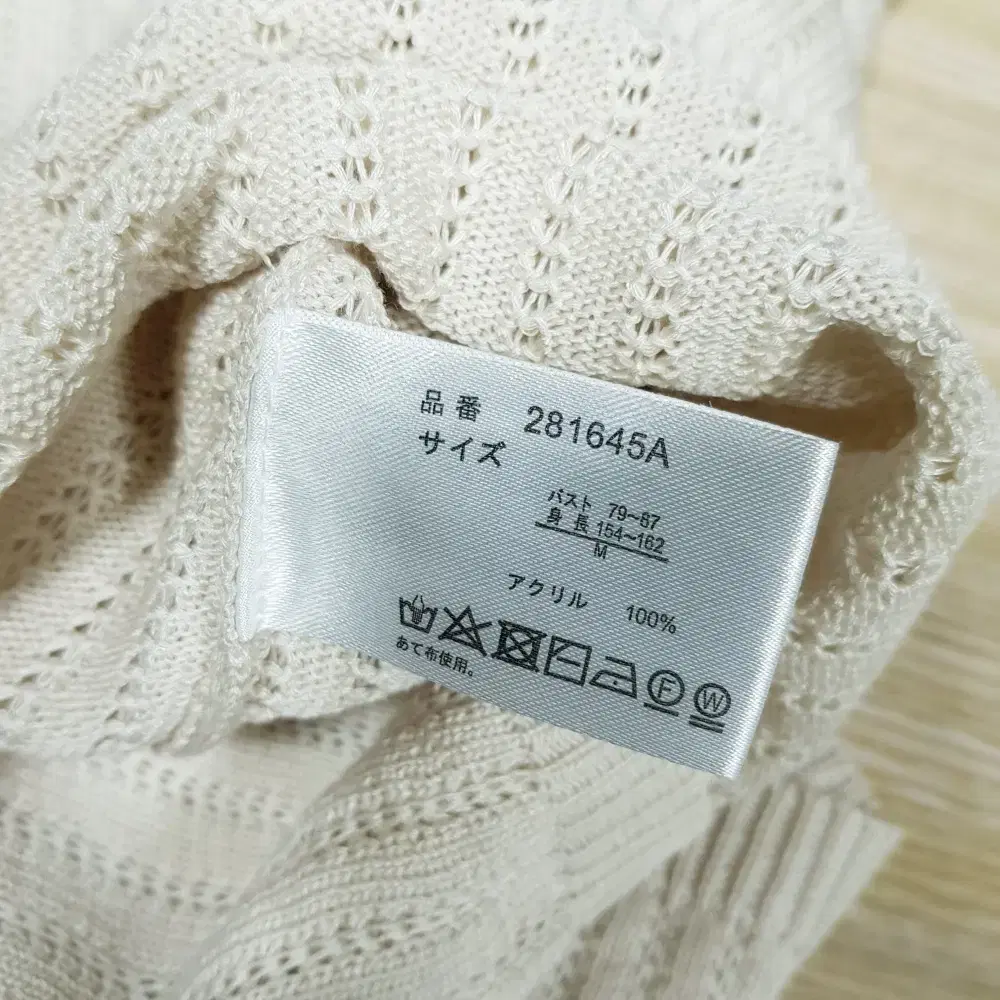 品番 281645A
サイズ
バスト 79~87
身長 154~162
M
アクリル 100%
F W
あて布使用。